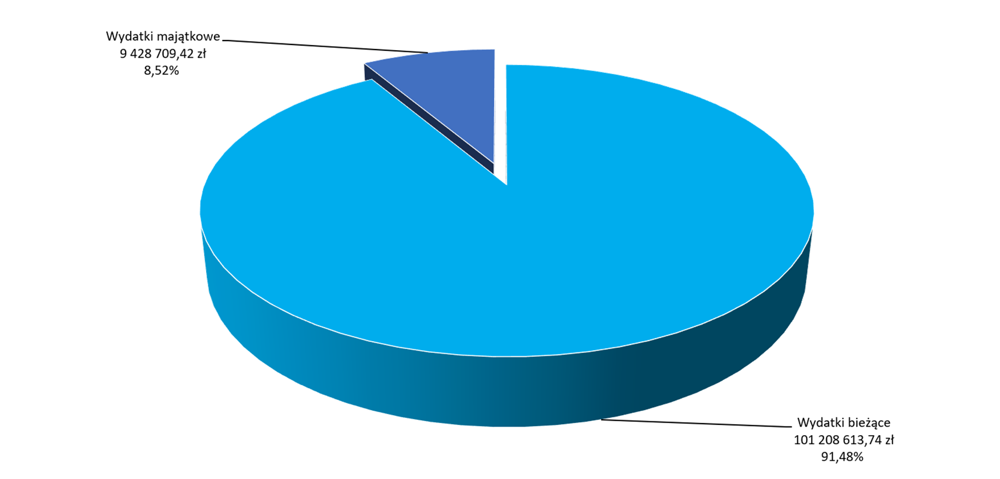 Wydatki majątkowe
9 428 709,42 zł
8,52%
Wydatki bieżące
101 208 613,74 zł
91,48%